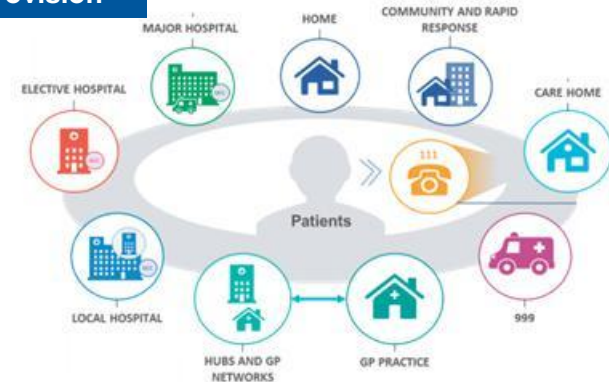 MAJOR HOSPITAL
HOME
COMMUNITY AND RAPID
RESPONSE
ELECTIVE HOSPITAL
CARE HOME
111
Patients
LOCAL HOSPITAL
999
HUBS AND GP
NETWORKS
GP PRACTICE